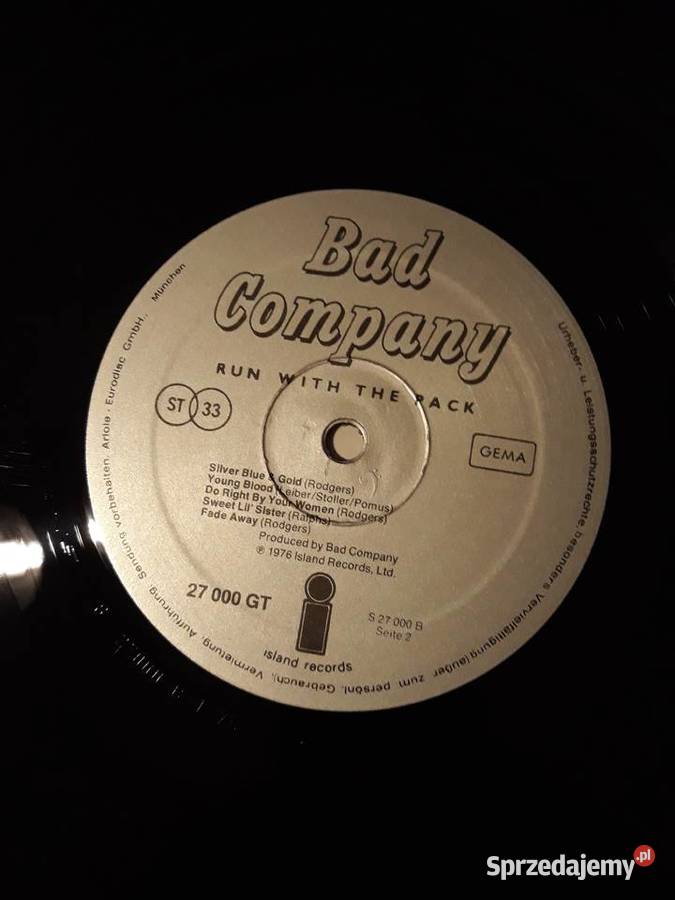 Bad
Company
RUN WITH THE PACK
ST 33
GEMA
Silver Blue & Gold (Rodgers)
Young Blood (Leiber/Stoller/Pomus)
Do Right By Your Women (Rodgers)
Sweet Lil' Sister (Ralphs)
Fade Away (Rodgers)
Produced by Bad Company
℗ 1976 Island Records, Ltd.
27 000 GT
S 27 000 B
Seite 2
island records
Urheber- u. Leistungsschutzrechte, besonders Vervielfältigung (außer zum persönl. Gebrauch), Vermietung, Aufführung, Sendung vorbehalten. Ariola - Eurodisc GmbH., München
Sprzedajemy.pl